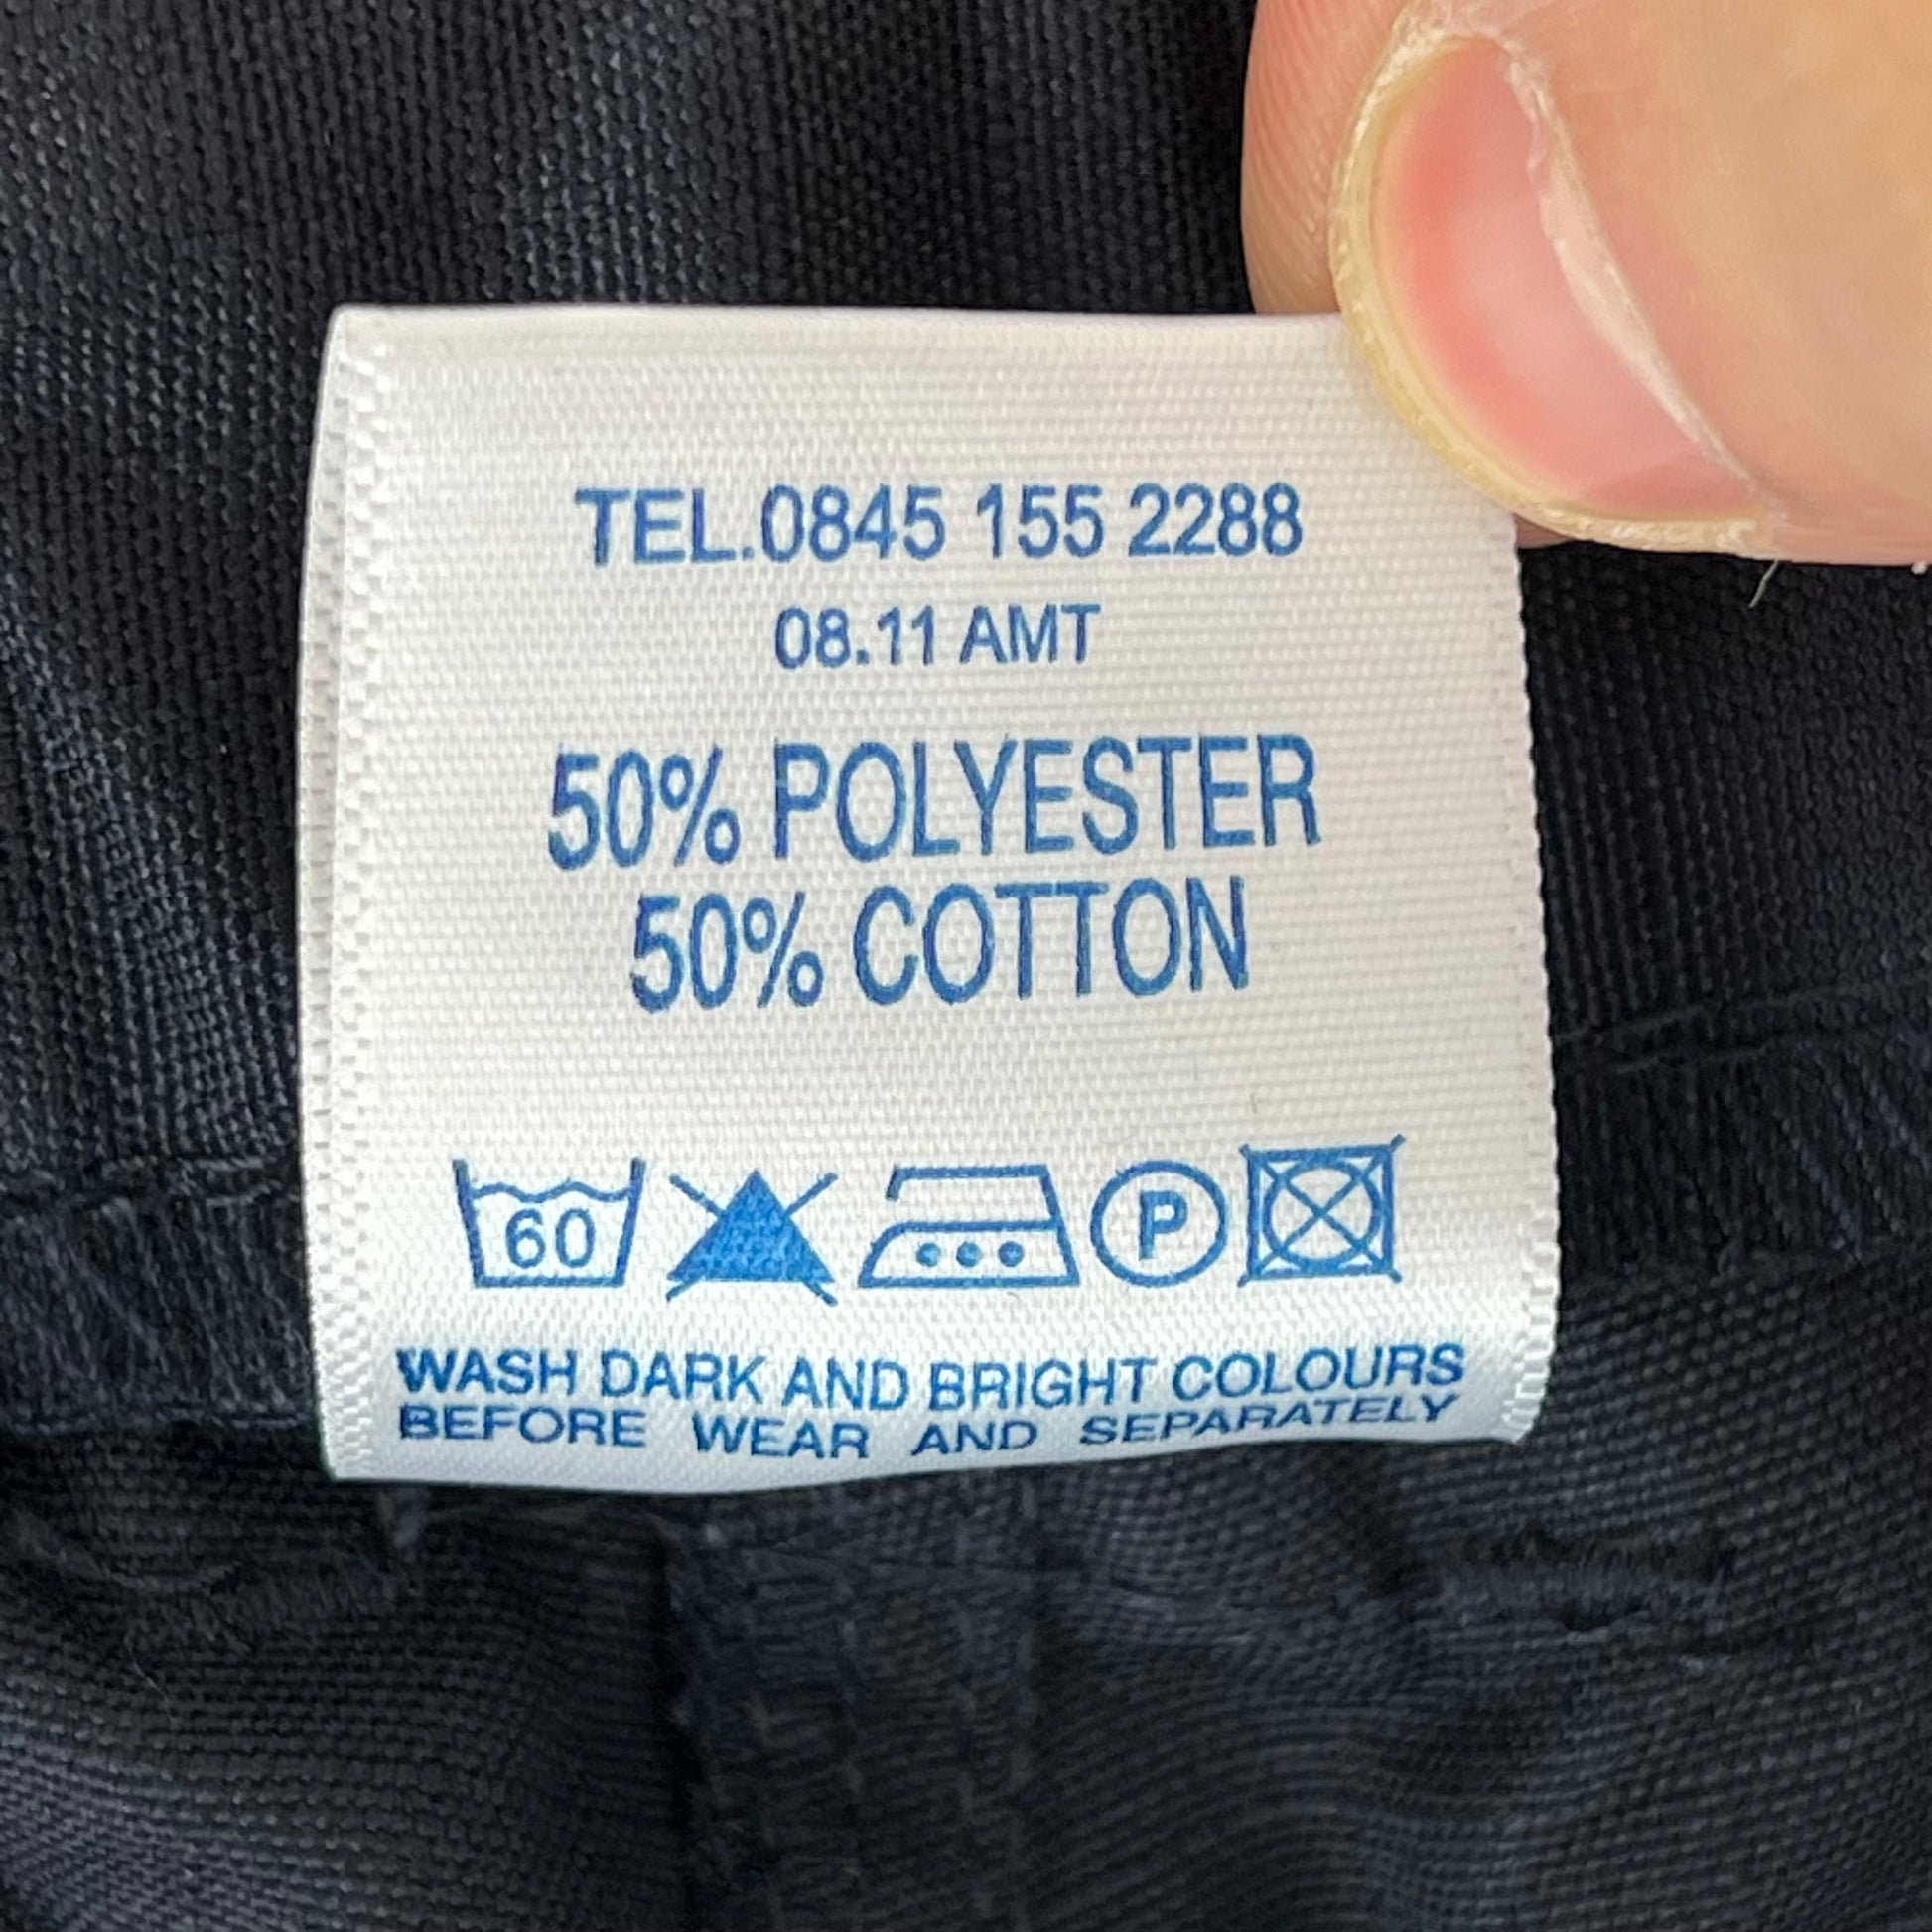 TEL.0845 155 2288
08.11 AMT
50% POLYESTER
50% COTTON
60 P
WASH DARK AND BRIGHT COLOURS
BEFORE WEAR AND SEPARATELY